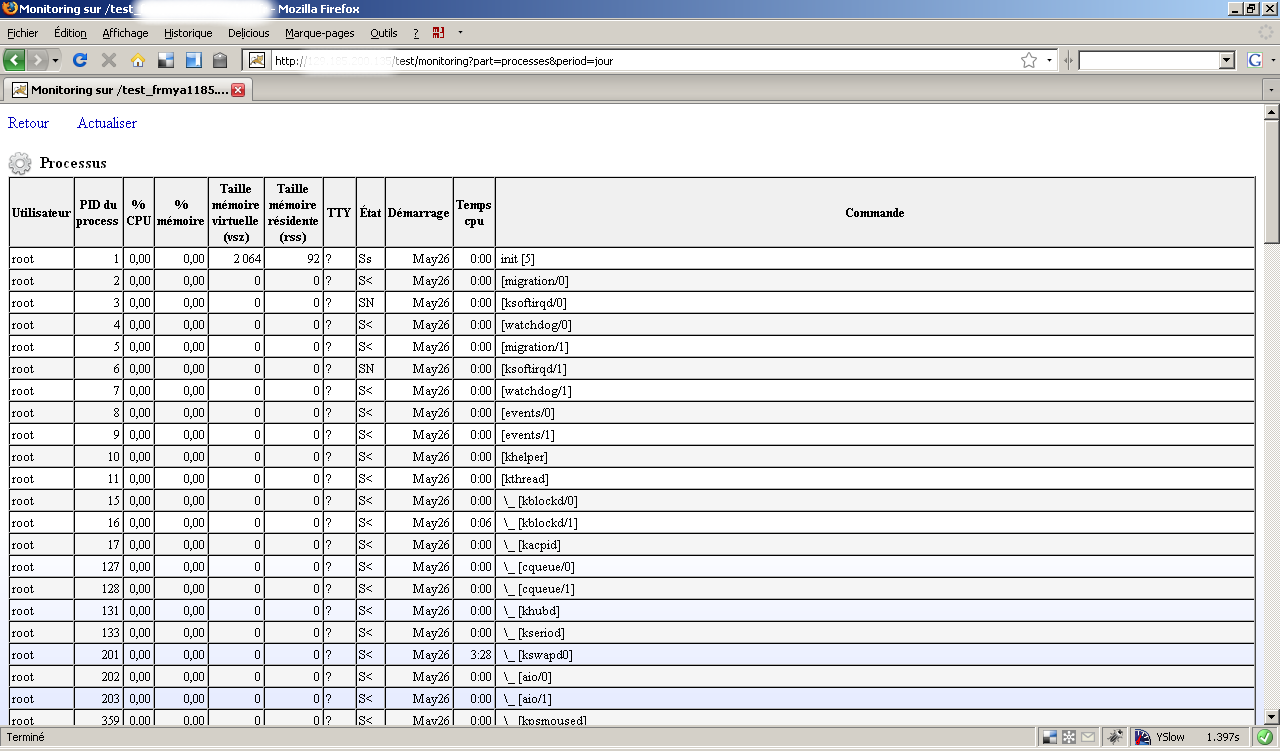 Monitoring sur /test_ - Mozilla Firefox
Fichier Édition Affichage Historique Delicious Marque-pages Outils ?
http:// /test/monitoring?part=processes&period=jour
Monitoring sur /test_frmya1185....
Retour Actualiser
Processus
Utilisateur PID du process % CPU % mémoire Taille mémoire virtuelle (vsz) Taille mémoire résidente (rss) TTY État Démarrage Temps cpu Commande
root 1 0,00 0,00 2 064 92 ? Ss May26 0:00 init [5]
root 2 0,00 0,00 0 0 ? S< May26 0:00 [migration/0]
root 3 0,00 0,00 0 0 ? SN May26 0:00 [ksoftirqd/0]
root 4 0,00 0,00 0 0 ? S< May26 0:00 [watchdog/0]
root 5 0,00 0,00 0 0 ? S< May26 0:00 [migration/1]
root 6 0,00 0,00 0 0 ? SN May26 0:00 [ksoftirqd/1]
root 7 0,00 0,00 0 0 ? S< May26 0:00 [watchdog/1]
root 8 0,00 0,00 0 0 ? S< May26 0:00 [events/0]
root 9 0,00 0,00 0 0 ? S< May26 0:00 [events/1]
root 10 0,00 0,00 0 0 ? S< May26 0:00 [khelper]
root 11 0,00 0,00 0 0 ? S< May26 0:00 [kthread]
root 15 0,00 0,00 0 0 ? S< May26 0:00 \_ [kblockd/0]
root 16 0,00 0,00 0 0 ? S< May26 0:06 \_ [kblockd/1]
root 17 0,00 0,00 0 0 ? S< May26 0:00 \_ [kacpid]
root 127 0,00 0,00 0 0 ? S< May26 0:00 \_ [cqueue/0]
root 128 0,00 0,00 0 0 ? S< May26 0:00 \_ [cqueue/1]
root 131 0,00 0,00 0 0 ? S< May26 0:00 \_ [khubd]
root 133 0,00 0,00 0 0 ? S< May26 0:00 \_ [kseriod]
root 201 0,00 0,00 0 0 ? S< May26 3:28 \_ [kswapd0]
root 202 0,00 0,00 0 0 ? S< May26 0:00 \_ [aio/0]
root 203 0,00 0,00 0 0 ? S< May26 0:00 \_ [aio/1]
root 359 0,00 0,00 0 0 ? S< May26 0:00 \_ [kpsmoused]
Terminé YSlow 1.397s